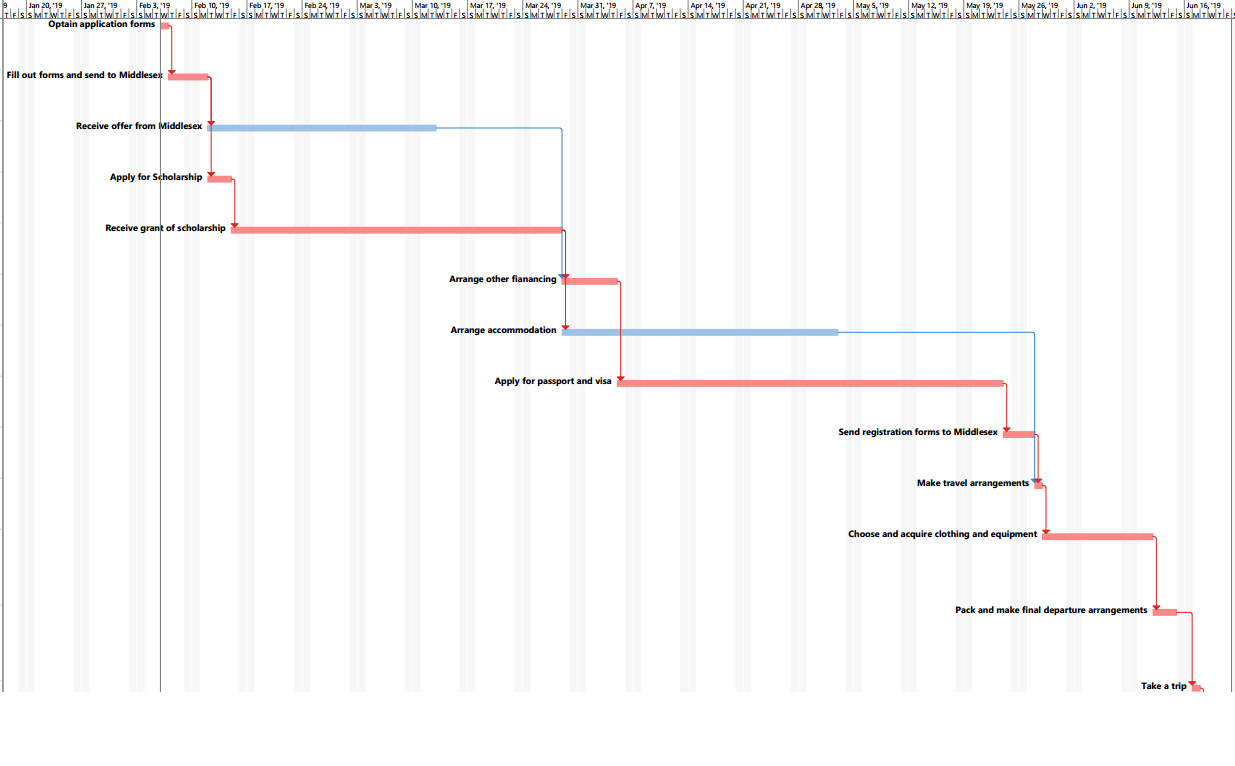 9 Jan 20, '19 Jan 27, '19 Feb 3, '19 Feb 10, '19 Feb 17, '19 Feb 24, '19 Mar 3, '19 Mar 10, '19 Mar 17, '19 Mar 24, '19 Mar 31, '19 Apr 7, '19 Apr 14, '19 Apr 21, '19 Apr 28, '19 May 5, '19 May 12, '19 May 19, '19 May 26, '19 Jun 2, '19 Jun 9, '19 Jun 16, '19
T F S S M T W T F S S M T W T F S S M T W T F S S M T W T F S S M T W T F S S M T W T F S S M T W T F S S M T W T F S S M T W T F S S M T W T F S S M T W T F S S M T W T F S S M T W T F S S M T W T F S S M T W T F S S M T W T F S S M T W T F S S M T W T F S S M T W T F S S M T W T F S S M T W T F S S M T W T F S
Optain application forms
Fill out forms and send to Middlesex
Receive offer from Middlesex
Apply for Scholarship
Receive grant of scholarship
Arrange other fianancing
Arrange accommodation
Apply for passport and visa
Send registration forms to Middlesex
Make travel arrangements
Choose and acquire clothing and equipment
Pack and make final departure arrangements
Take a trip